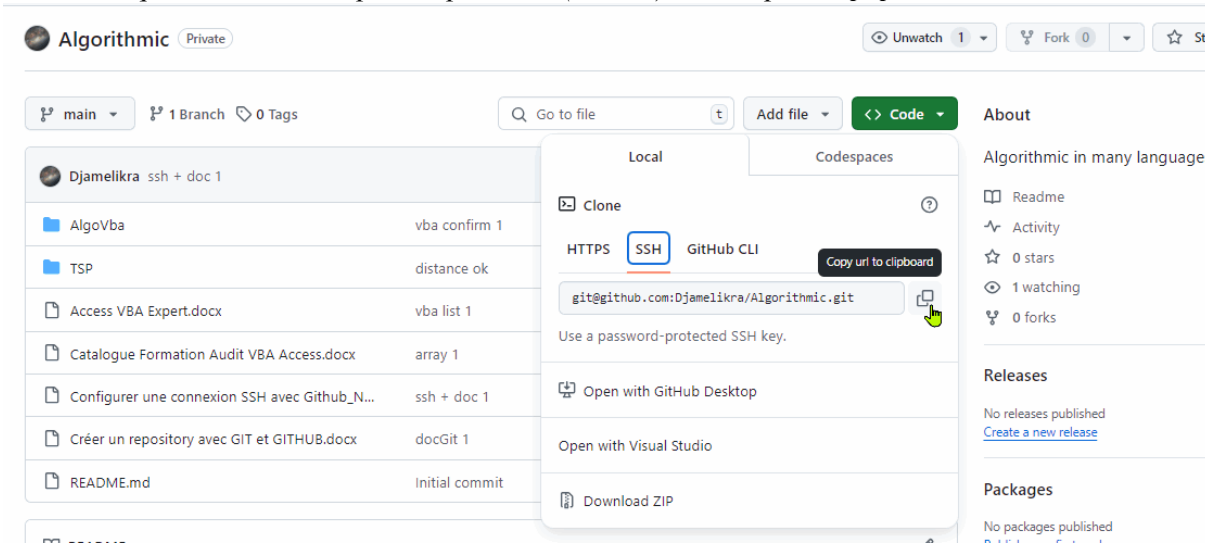 Algorithmic Private
Unwatch 1
Fork 0
St
main
1 Branch
0 Tags
Go to file
t
Add file
<> Code
About
Algorithmic in many language
Readme
Activity
0 stars
1 watching
0 forks
Releases
No releases published
Create a new release
Packages
No packages published
Djamelikra ssh + doc 1
AlgoVba vba confirm 1
TSP distance ok
Access VBA Expert.docx vba list 1
Catalogue Formation Audit VBA Access.docx array 1
Configurer une connexion SSH avec Github_N... ssh + doc 1
Créer un repository avec GIT et GITHUB.docx docGit 1
README.md Initial commit
Local
Codespaces
Clone
HTTPS SSH GitHub CLI
Copy url to clipboard
git@github.com:Djamelikra/Algorithmic.git
Use a password-protected SSH key.
Open with GitHub Desktop
Open with Visual Studio
Download ZIP